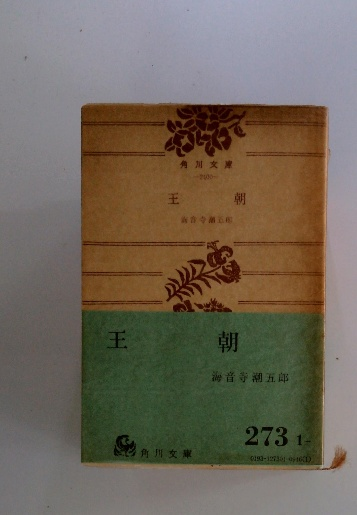 角川文庫
王 朝
海音寺潮五郎
王 朝
海音寺潮五郎
角川文庫
273 1-